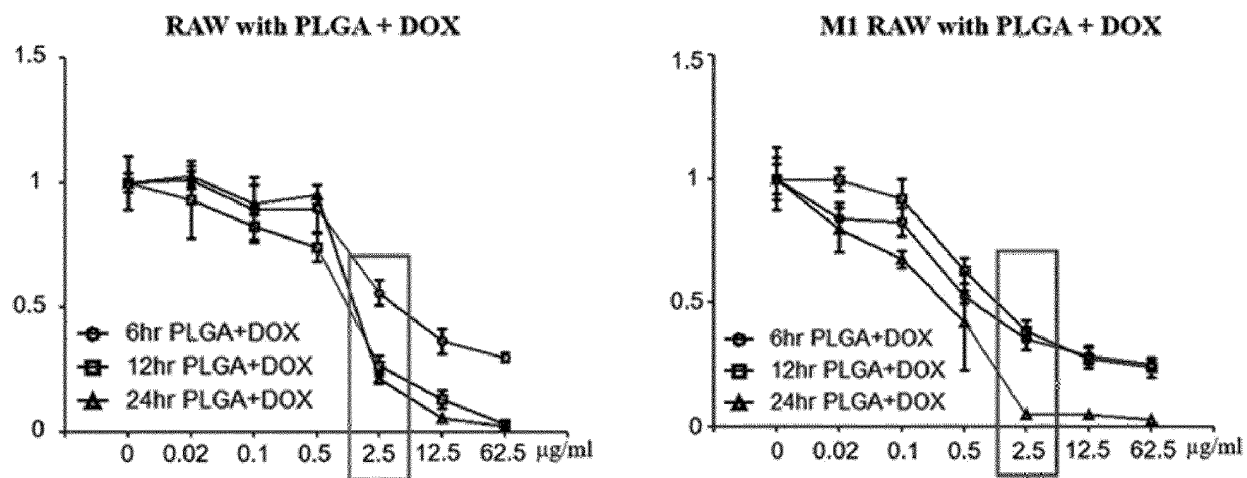 RAW with PLGA + DOX
1.5
1
0.5
0
6hr PLGA+DOX
12hr PLGA+DOX
24hr PLGA+DOX
0 0.02 0.1 0.5 2.5 12.5 62.5 µg/ml
M1 RAW with PLGA + DOX
1.5
1
0.5
0
6hr PLGA+DOX
12hr PLGA+DOX
24hr PLGA+DOX
0 0.02 0.1 0.5 2.5 12.5 62.5 µg/ml